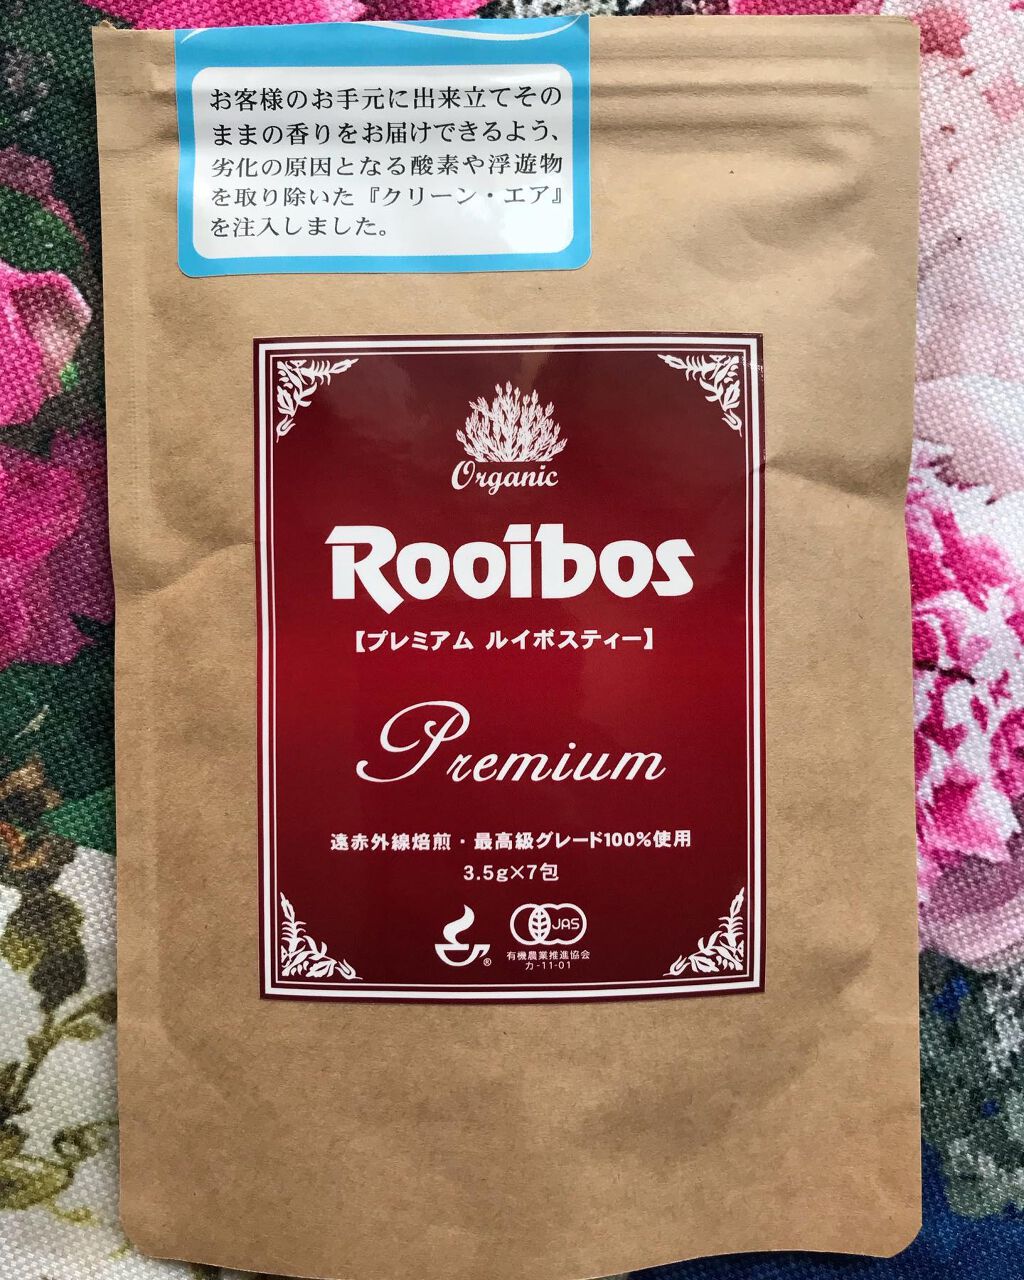 お客様のお手元に出来立てその
ままの香りをお届けできるよう、
劣化の原因となる酸素や浮遊物
を取り除いた『クリーン・エア』
を注入しました。
Organic
Rooibos
【プレミアム ルイボスティー】
Premium
遠赤外線焙煎・最高級グレード100%使用
3.5g×7包
®
JAS
有機農業推進協会
カ-11-01